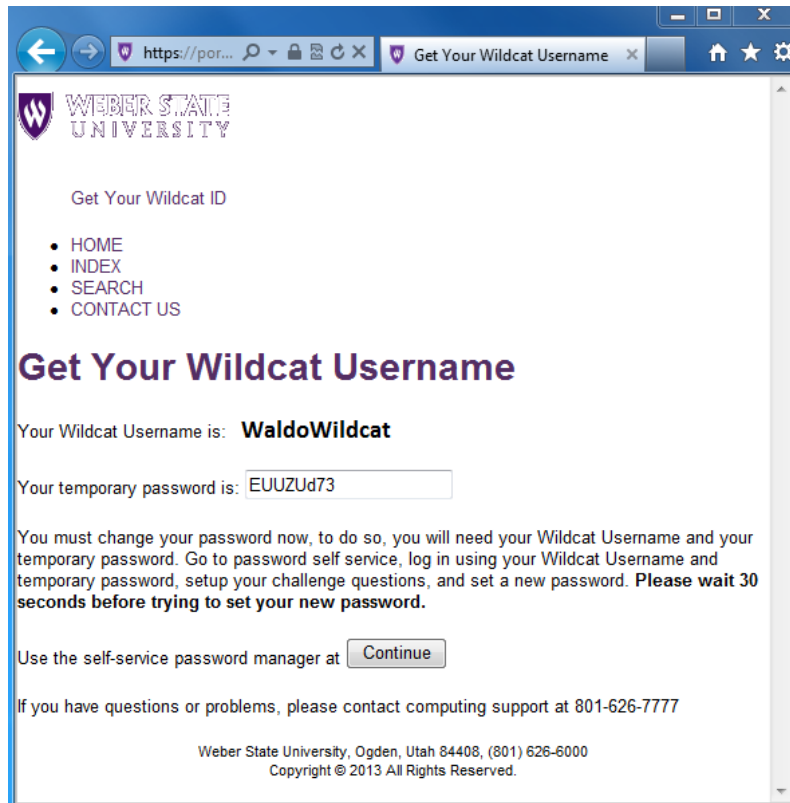 https://por...
Get Your Wildcat Username
WEBER STATE
UNIVERSITY
Get Your Wildcat ID
• HOME
• INDEX
• SEARCH
• CONTACT US
Get Your Wildcat Username
Your Wildcat Username is: WaldoWildcat
Your temporary password is: EUUZUd73
You must change your password now, to do so, you will need your Wildcat Username and your
temporary password. Go to password self service, log in using your Wildcat Username and
temporary password, setup your challenge questions, and set a new password. Please wait 30
seconds before trying to set your new password.
Use the self-service password manager at Continue
If you have questions or problems, please contact computing support at 801-626-7777
Weber State University, Ogden, Utah 84408, (801) 626-6000
Copyright © 2013 All Rights Reserved.